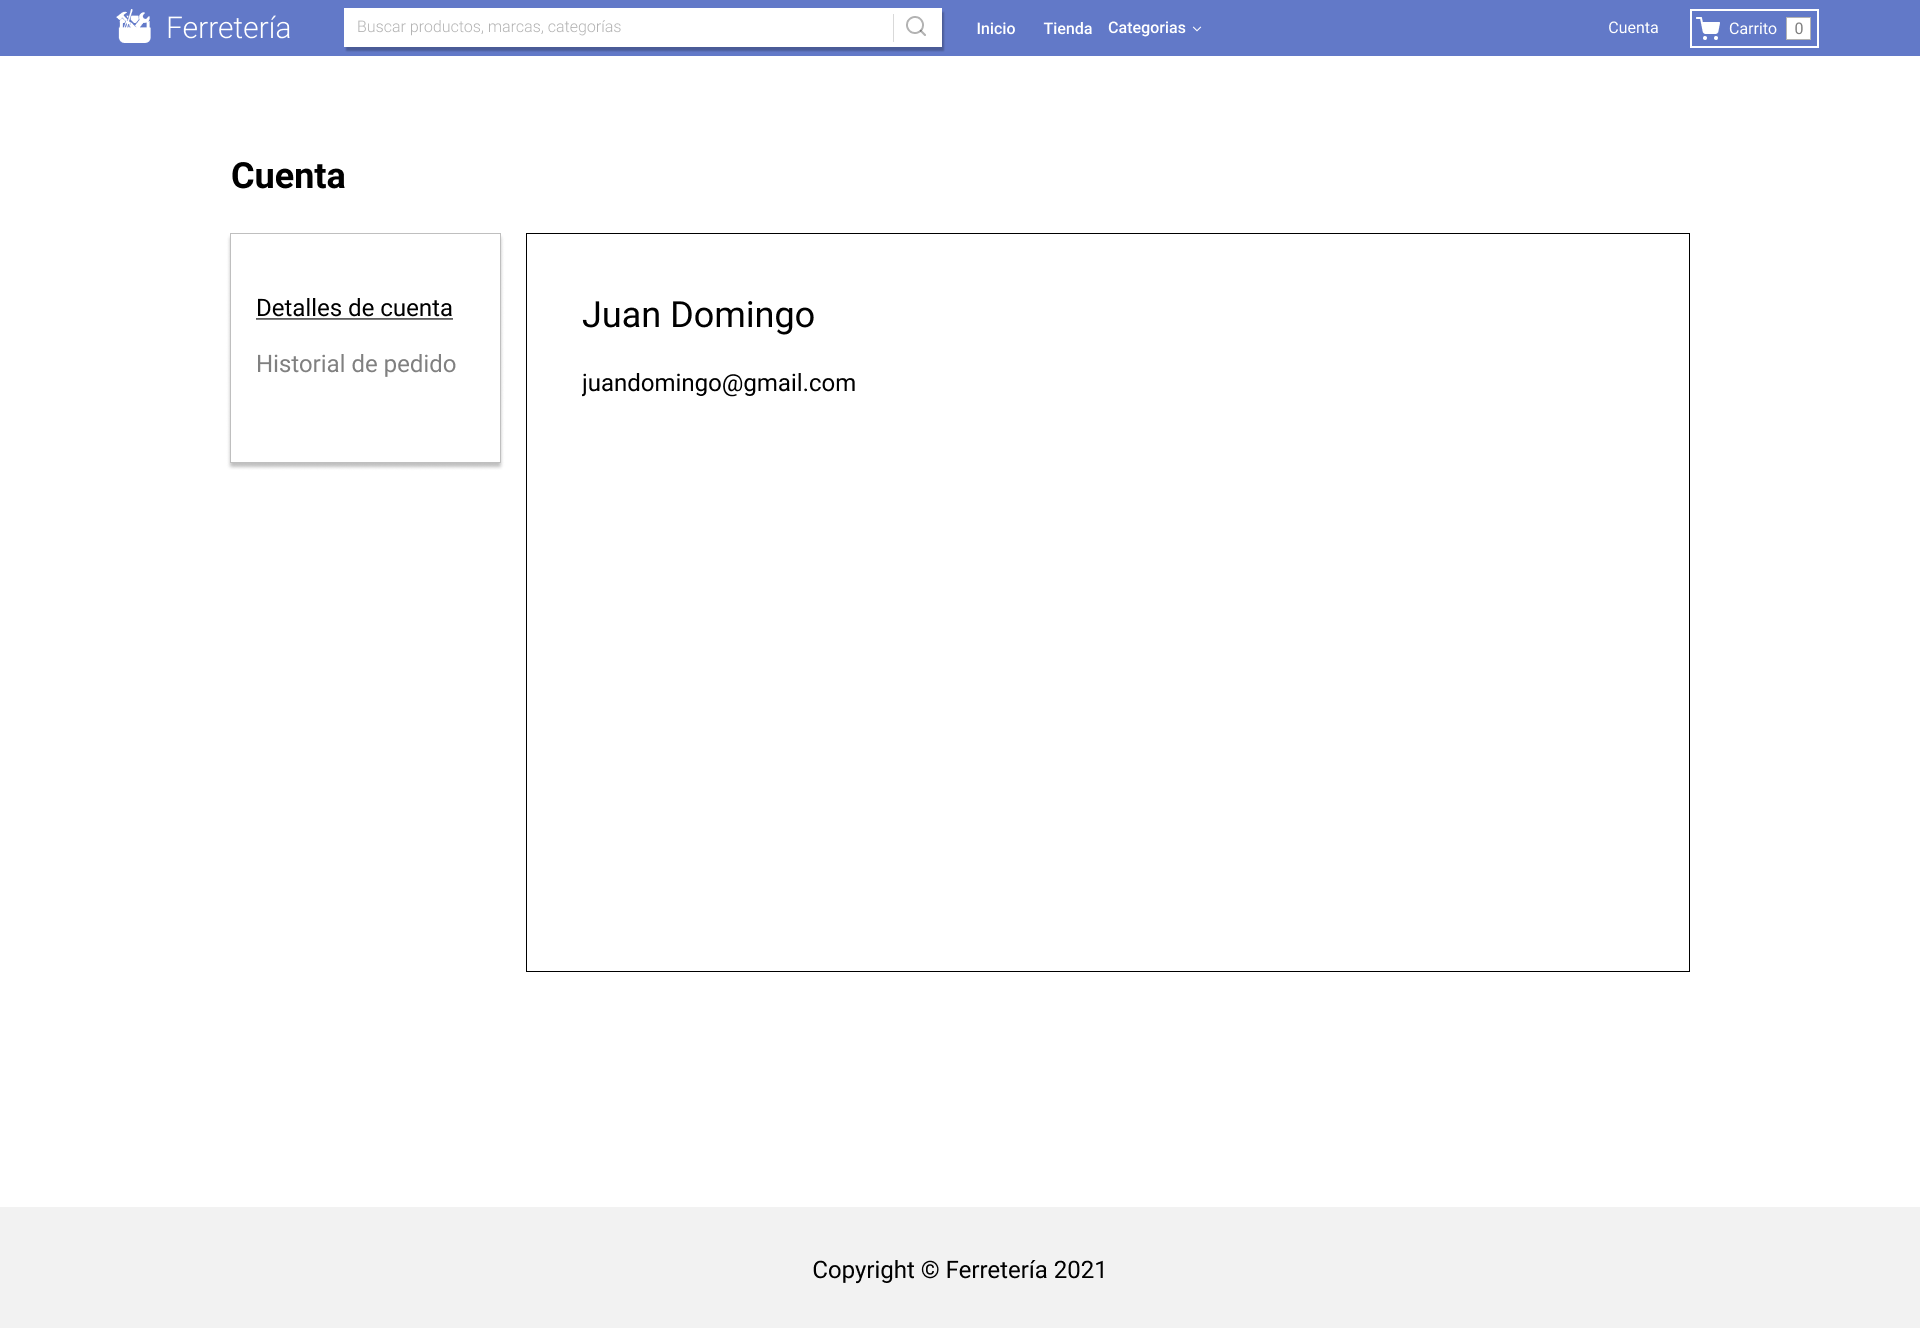 Ferretería
Buscar productos, marcas, categorías
Inicio
Tienda
Categorias
Cuenta
Carrito
0
Cuenta
Detalles de cuenta
Historial de pedido
Juan Domingo
juandomingo@gmail.com
Copyright © Ferretería 2021